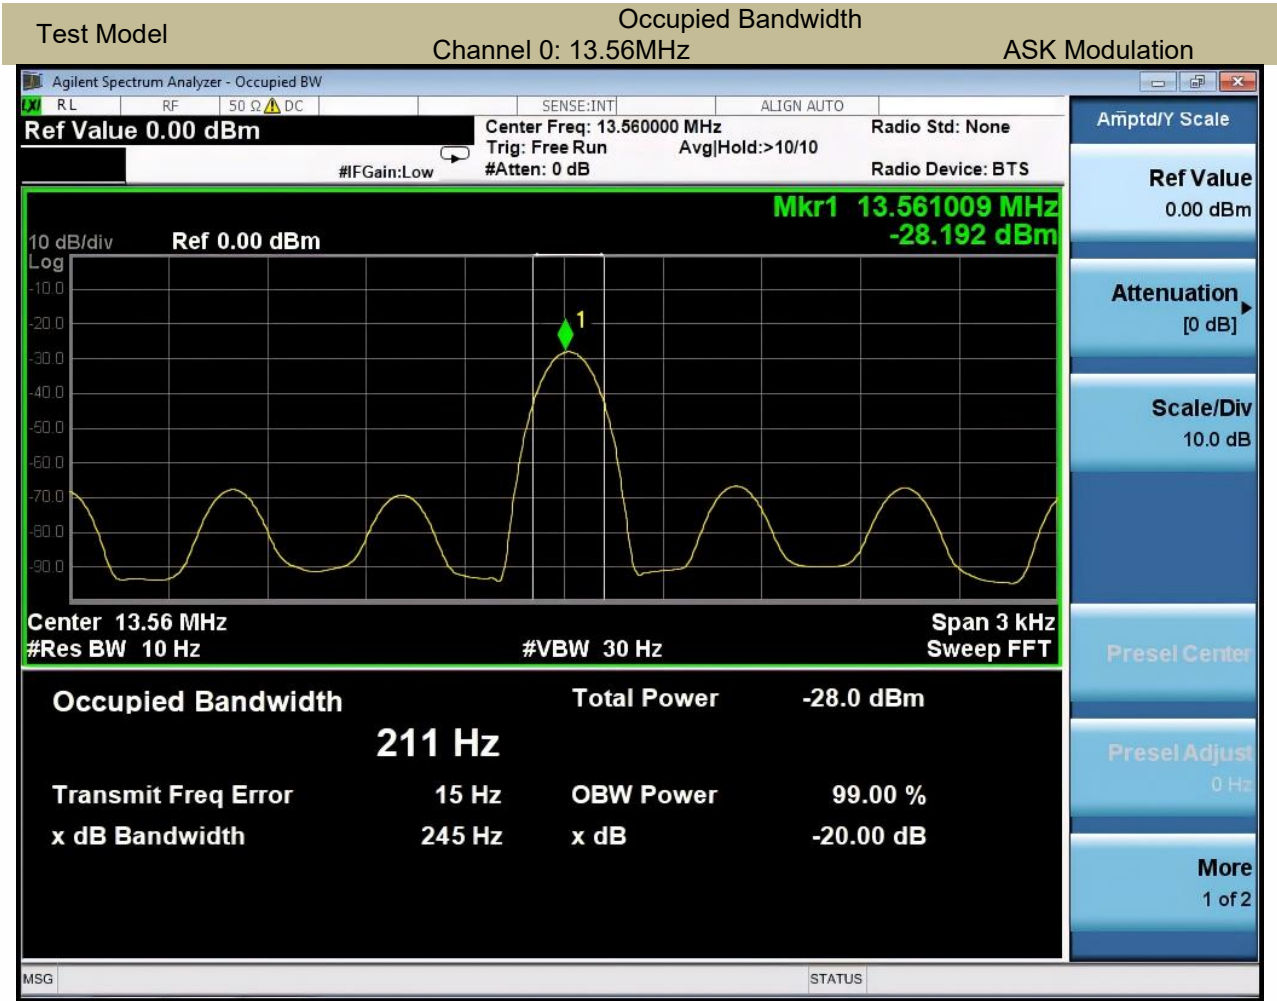 Occupied Bandwidth
Test Model
Channel 0: 13.56MHz
ASK Modulation
Agilent Spectrum Analyzer - Occupied BW
LXI RL RF 50 Ω DC SENSE:INT ALIGN AUTO
Ref Value 0.00 dBm
Center Freq: 13.560000 MHz
Radio Std: None
Trig: Free Run Avg|Hold:>10/10
#IFGain:Low #Atten: 0 dB
Radio Device: BTS
Mkr1 13.561009 MHz
-28.192 dBm
10 dB/div Ref 0.00 dBm
Log
-10.0
-20.0
1
-30.0
-40.0
-50.0
-60.0
-70.0
-80.0
-90.0
Center 13.56 MHz Span 3 kHz
#Res BW 10 Hz #VBW 30 Hz Sweep FFT
Occupied Bandwidth Total Power -28.0 dBm
211 Hz
Transmit Freq Error 15 Hz OBW Power 99.00 %
x dB Bandwidth 245 Hz x dB -20.00 dB
MSG STATUS
Amptd/Y Scale
Ref Value
0.00 dBm
Attenuation
[0 dB]
Scale/Div
10.0 dB
Presel Center
Presel Adjust
0 Hz
More
1 of 2